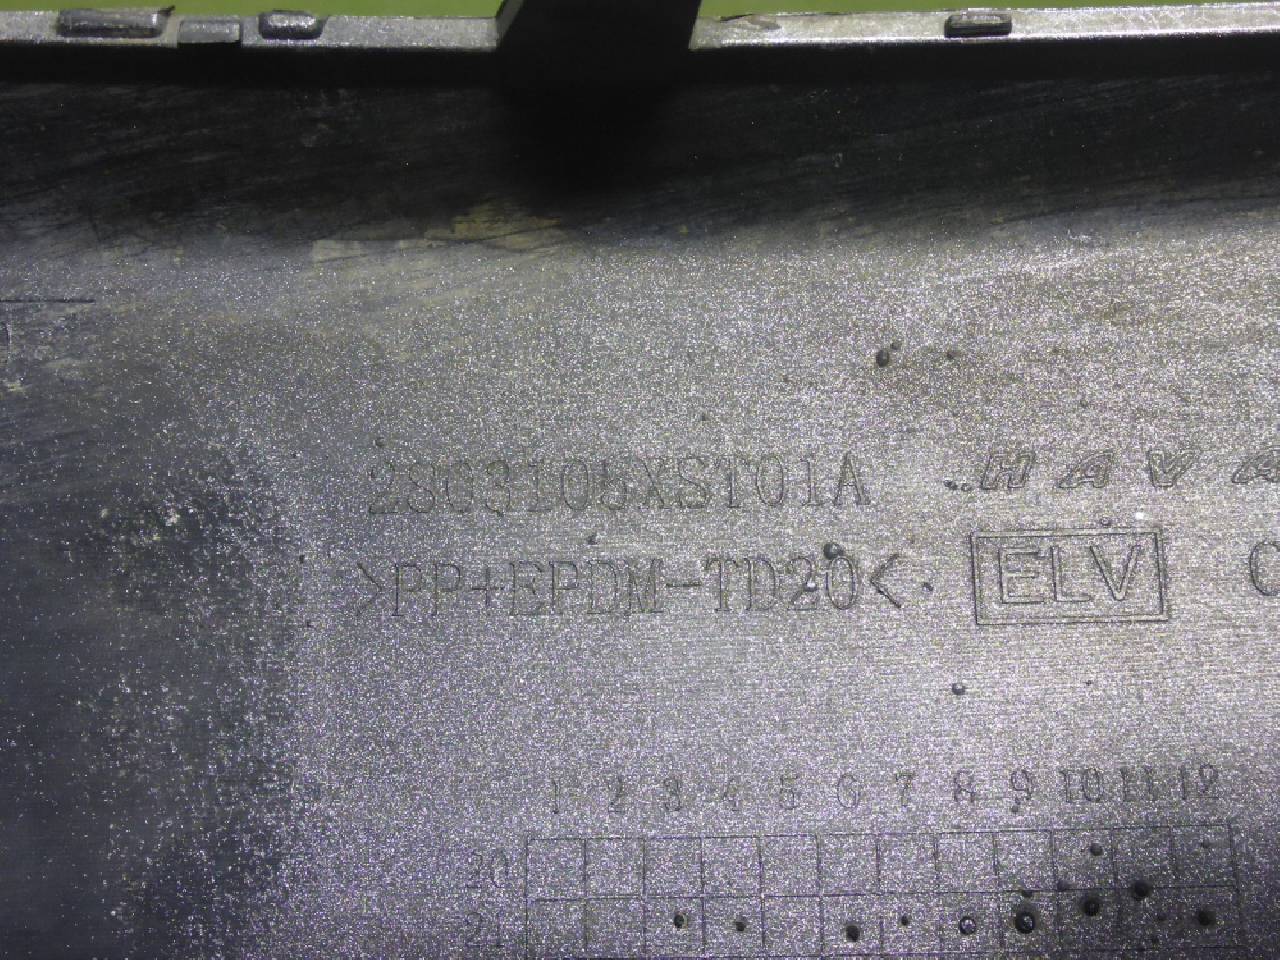 2803105XST01A
HAVA
>PP+EPDM-TD20<
ELV
1 2 3 4 5 6 7 8 9 10 11 12
20
21